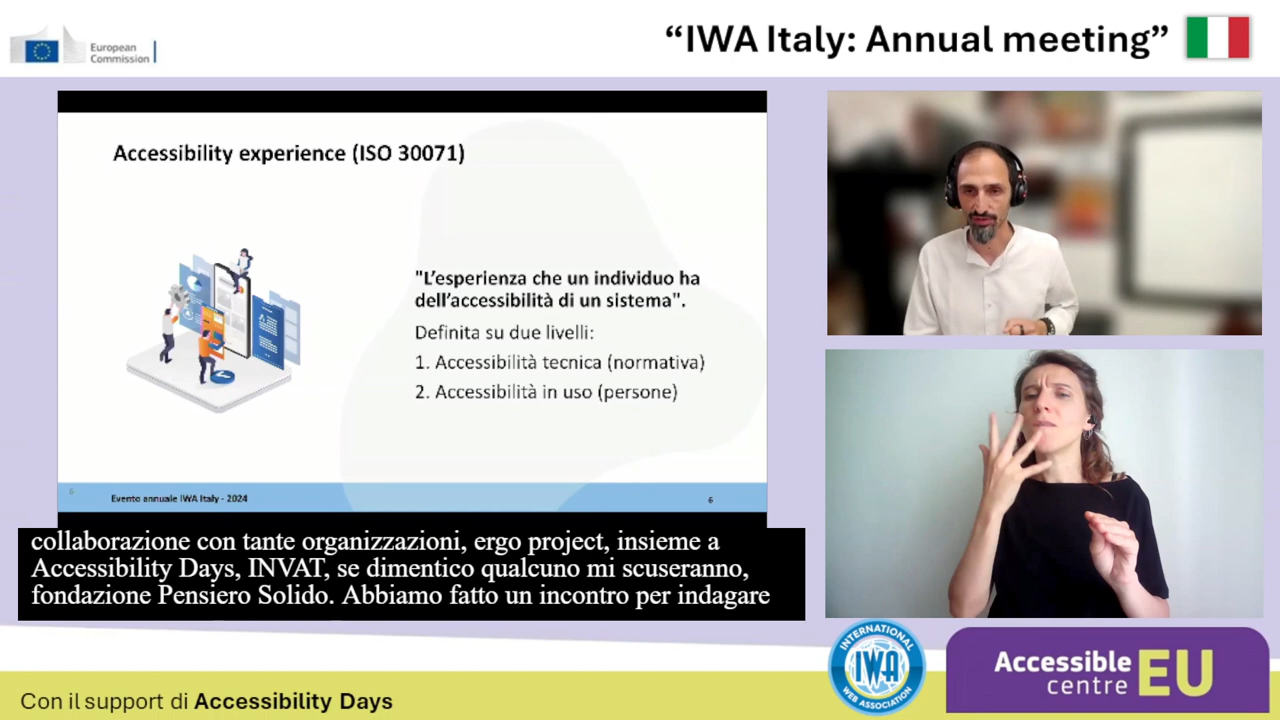 European
Commission
“IWA Italy: Annual meeting”
Accessibility experience (ISO 30071)
"L’esperienza che un individuo ha
dell’accessibilità di un sistema".
Definita su due livelli:
1. Accessibilità tecnica (normativa)
2. Accessibilità in uso (persone)
6
Evento annuale IWA Italy - 2024
6
collaborazione con tante organizzazioni, ergo project, insieme a
Accessibility Days, INVAT, se dimentico qualcuno mi scuseranno,
fondazione Pensiero Solido. Abbiamo fatto un incontro per indagare
INTERNATIONAL
IWA
WEB ASSOCIATION
Accessible
centre
EU
Con il support di Accessibility Days